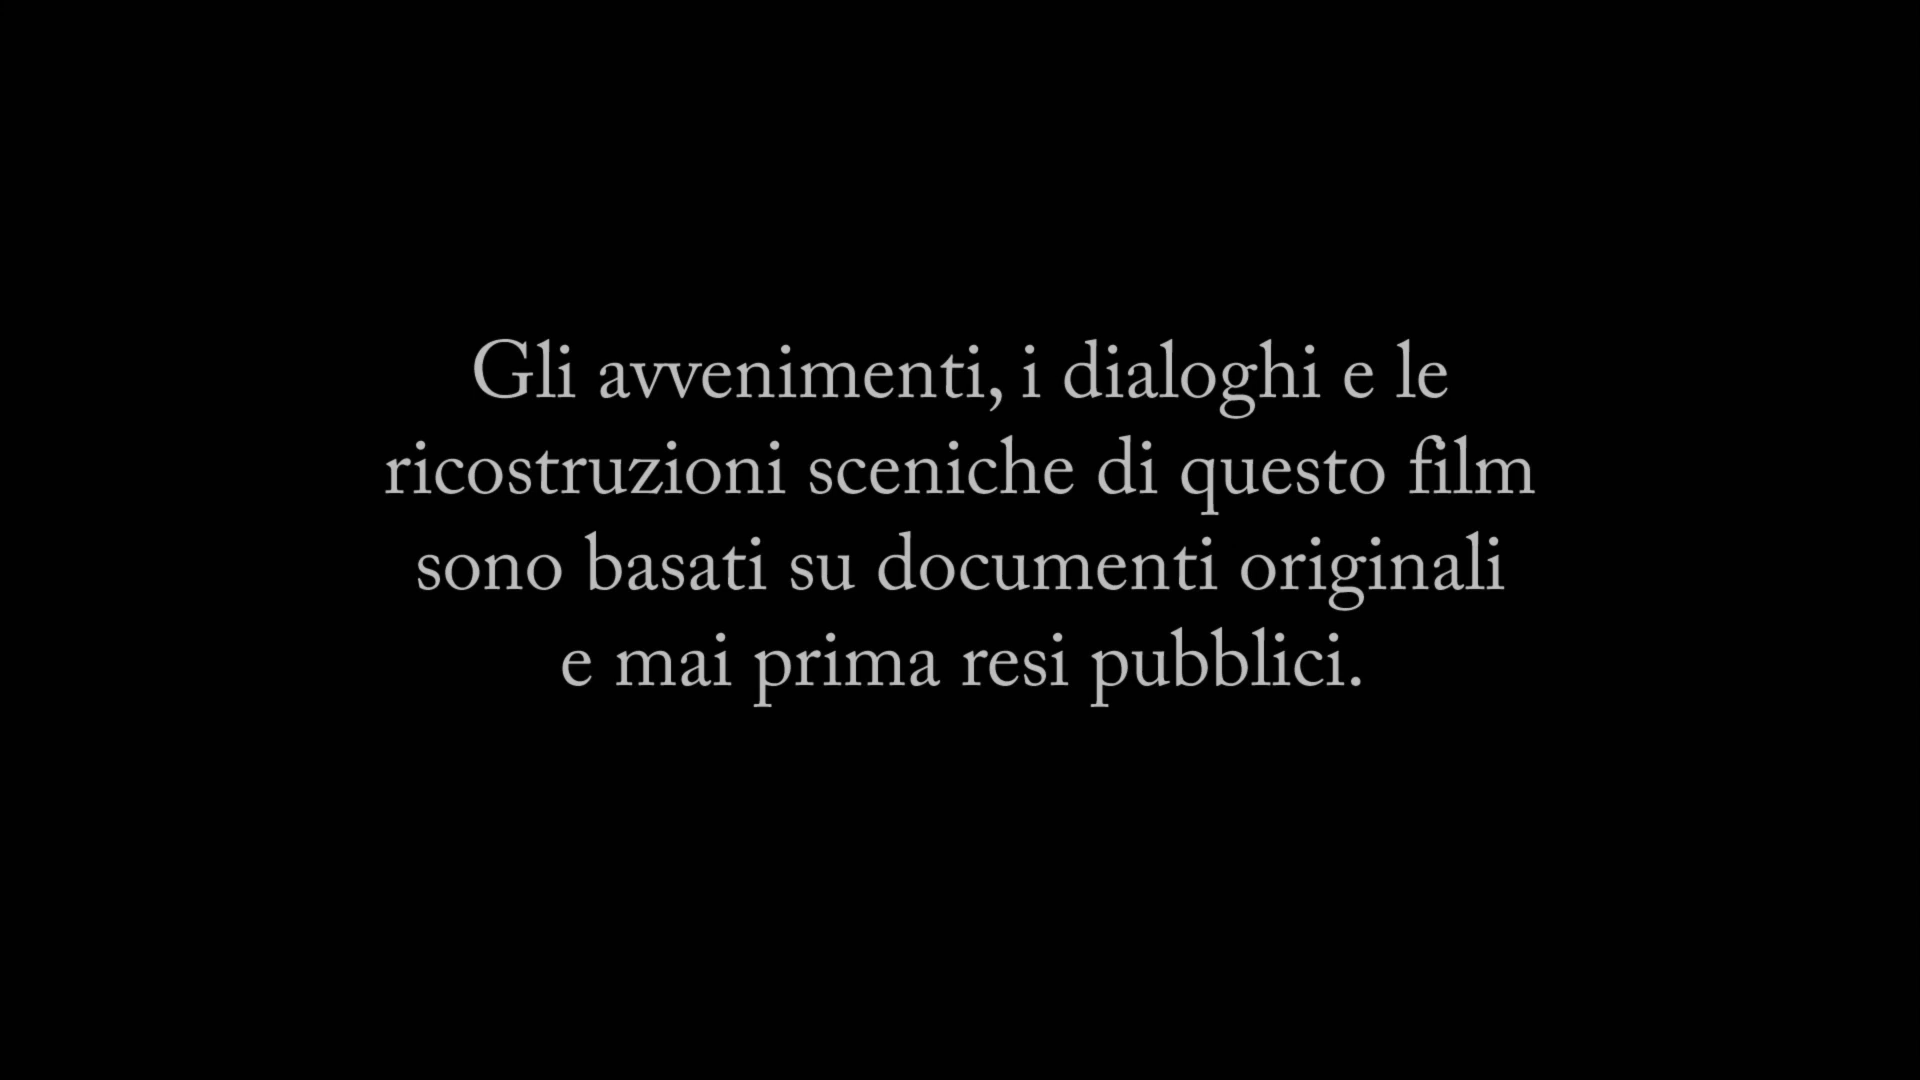 Gli avvenimenti, i dialoghi e le
ricostruzioni sceniche di questo film
sono basati su documenti originali
e mai prima resi pubblici.